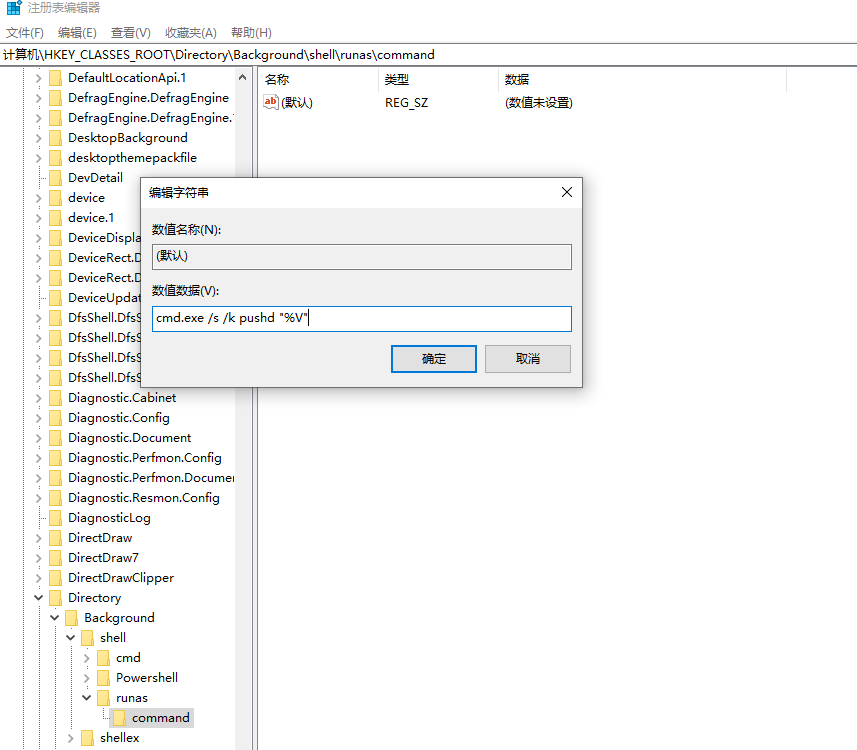 注册表编辑器
文件(F) 编辑(E) 查看(V) 收藏夹(A) 帮助(H)
计算机\HKEY_CLASSES_ROOT\Directory\Background\shell\runas\command
DefaultLocationApi.1
DefragEngine.DefragEngine
DefragEngine.DefragEngine.
DesktopBackground
desktopthemepackfile
DevDetail
device
device.1
DeviceDispla
DeviceRect.D
DeviceRect.D
DeviceUpdat
DfsShell.DfsS
DfsShell.DfsS
DfsShell.DfsS
DfsShell.DfsS
Diagnostic.Cabinet
Diagnostic.Config
Diagnostic.Document
Diagnostic.Perfmon.Config
Diagnostic.Perfmon.Documen
Diagnostic.Resmon.Config
DiagnosticLog
DirectDraw
DirectDraw7
DirectDrawClipper
Directory
Background
shell
cmd
Powershell
runas
command
shellex
名称 类型 数据
ab (默认) REG_SZ (数值未设置)
编辑字符串
数值名称(N):
(默认)
数值数据(V):
cmd.exe /s /k pushd "%V"
确定 取消